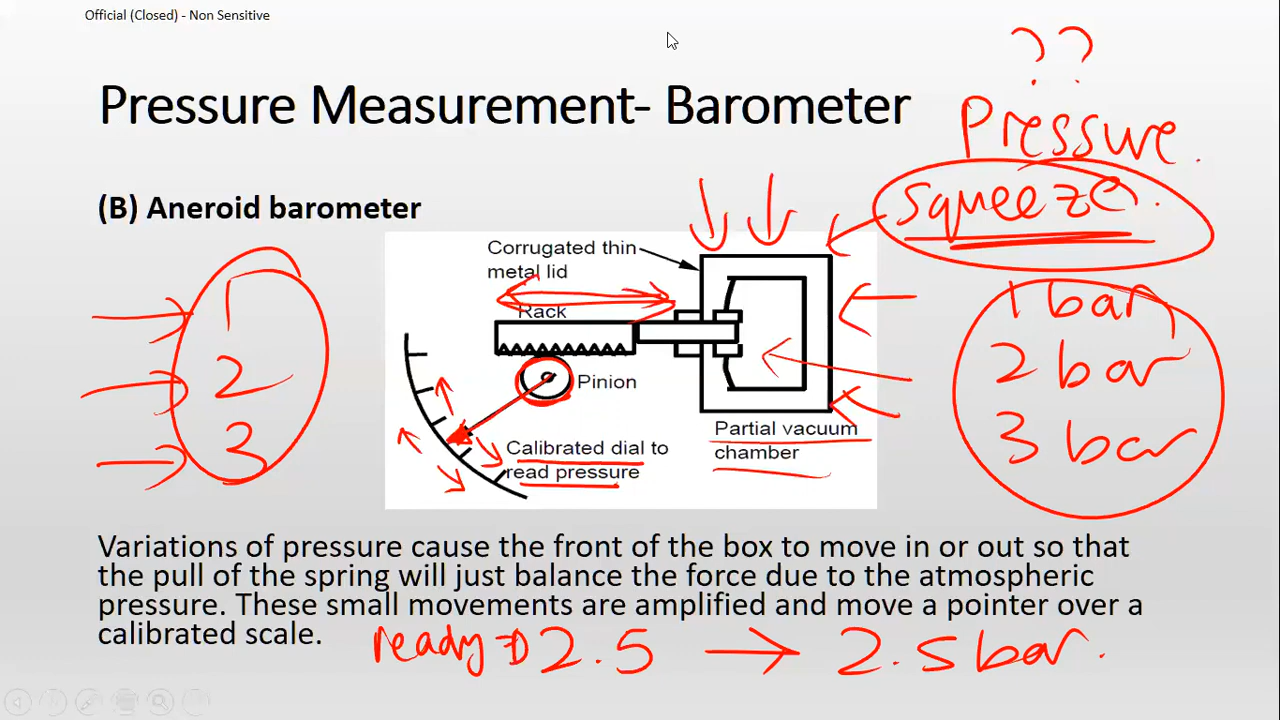 Official (Closed) - Non Sensitive
??
Pressure Measurement- Barometer
Pressure.
(B) Aneroid barometer
squeeze.
Corrugated thin
metal lid
Rack
Pinion
Calibrated dial to
read pressure
Partial vacuum
chamber
1
2
3
1 bar
2 bar
3 bar
Variations of pressure cause the front of the box to move in or out so that
the pull of the spring will just balance the force due to the atmospheric
pressure. These small movements are amplified and move a pointer over a
calibrated scale.
2.5 → 2.5 bar.